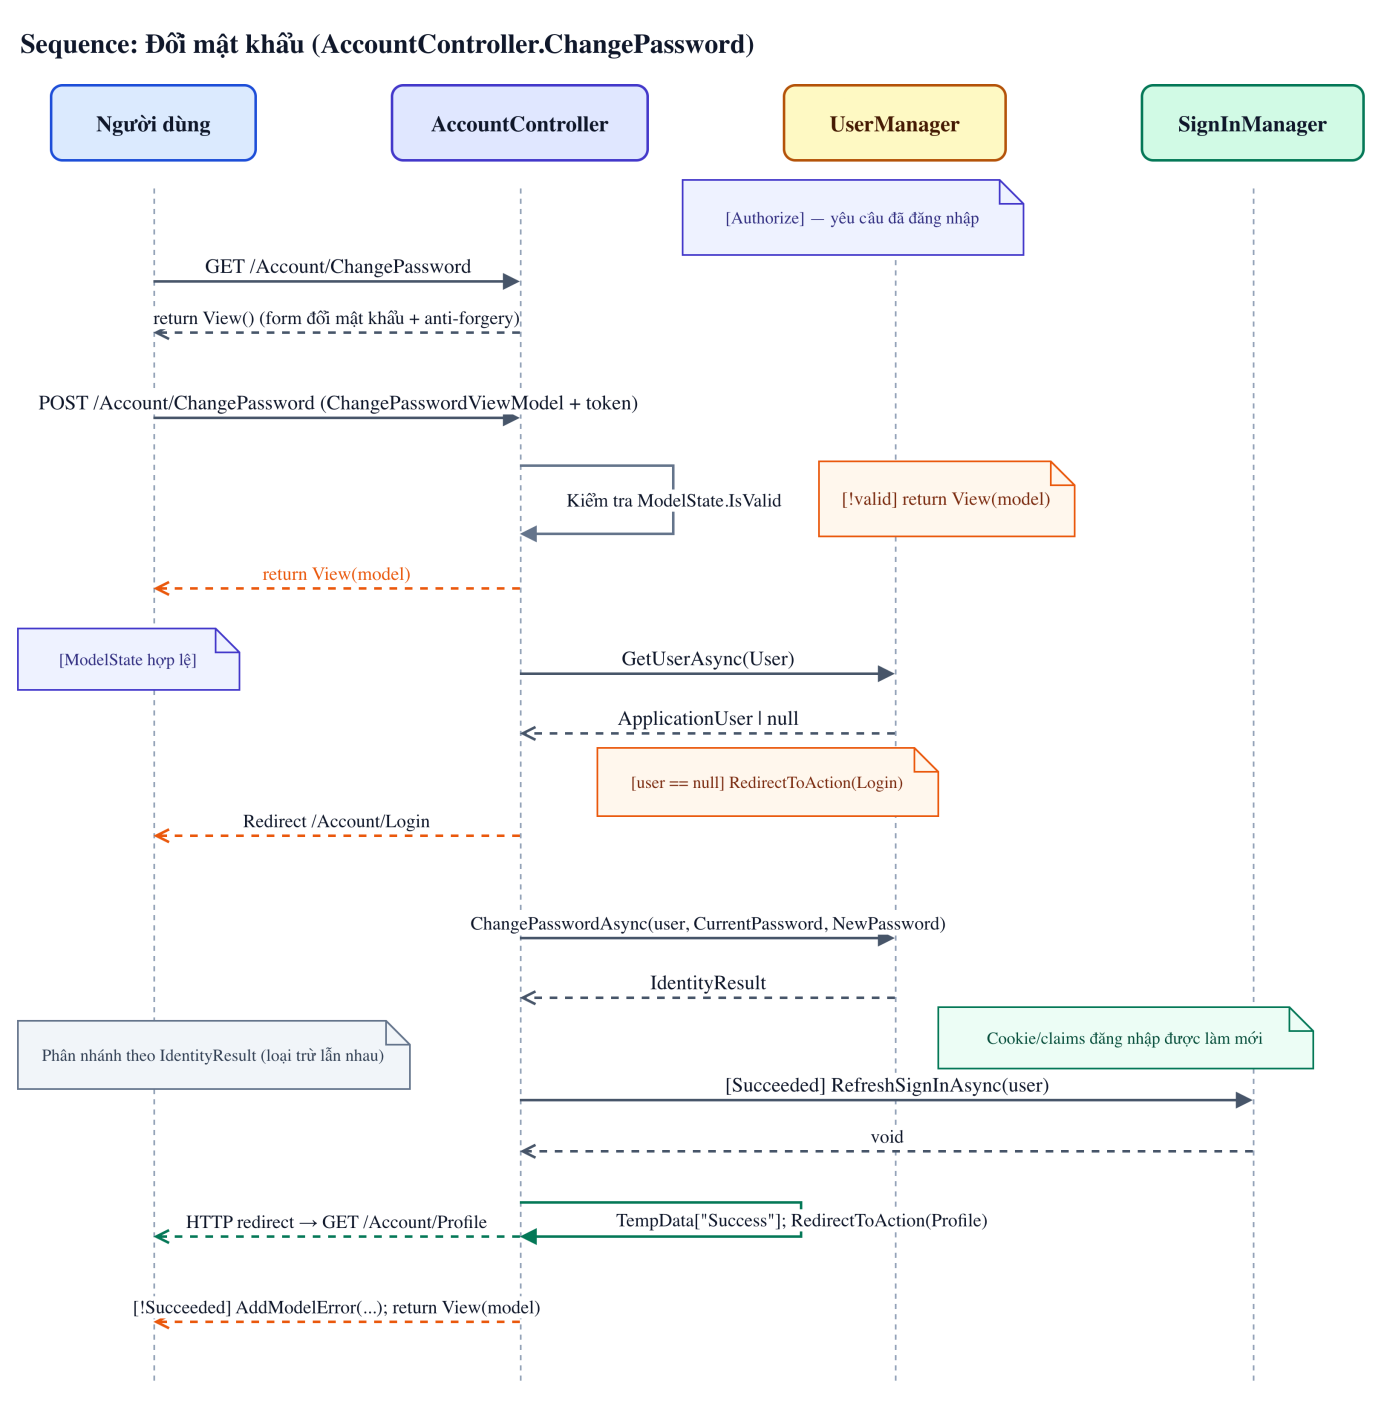 Sequence: Đổi mật khẩu (AccountController.ChangePassword)
Người dùng
AccountController
UserManager
SignInManager
[Authorize] — yêu cầu đã đăng nhập
GET /Account/ChangePassword
return View() (form đổi mật khẩu + anti-forgery)
POST /Account/ChangePassword (ChangePasswordViewModel + token)
Kiểm tra ModelState.IsValid
[!valid] return View(model)
return View(model)
[ModelState hợp lệ]
GetUserAsync(User)
ApplicationUser | null
[user == null] RedirectToAction(Login)
Redirect /Account/Login
ChangePasswordAsync(user, CurrentPassword, NewPassword)
IdentityResult
Phân nhánh theo IdentityResult (loại trừ lẫn nhau)
Cookie/claims đăng nhập được làm mới
[Succeeded] RefreshSignInAsync(user)
void
TempData["Success"]; RedirectToAction(Profile)
HTTP redirect → GET /Account/Profile
[!Succeeded] AddModelError(...); return View(model)